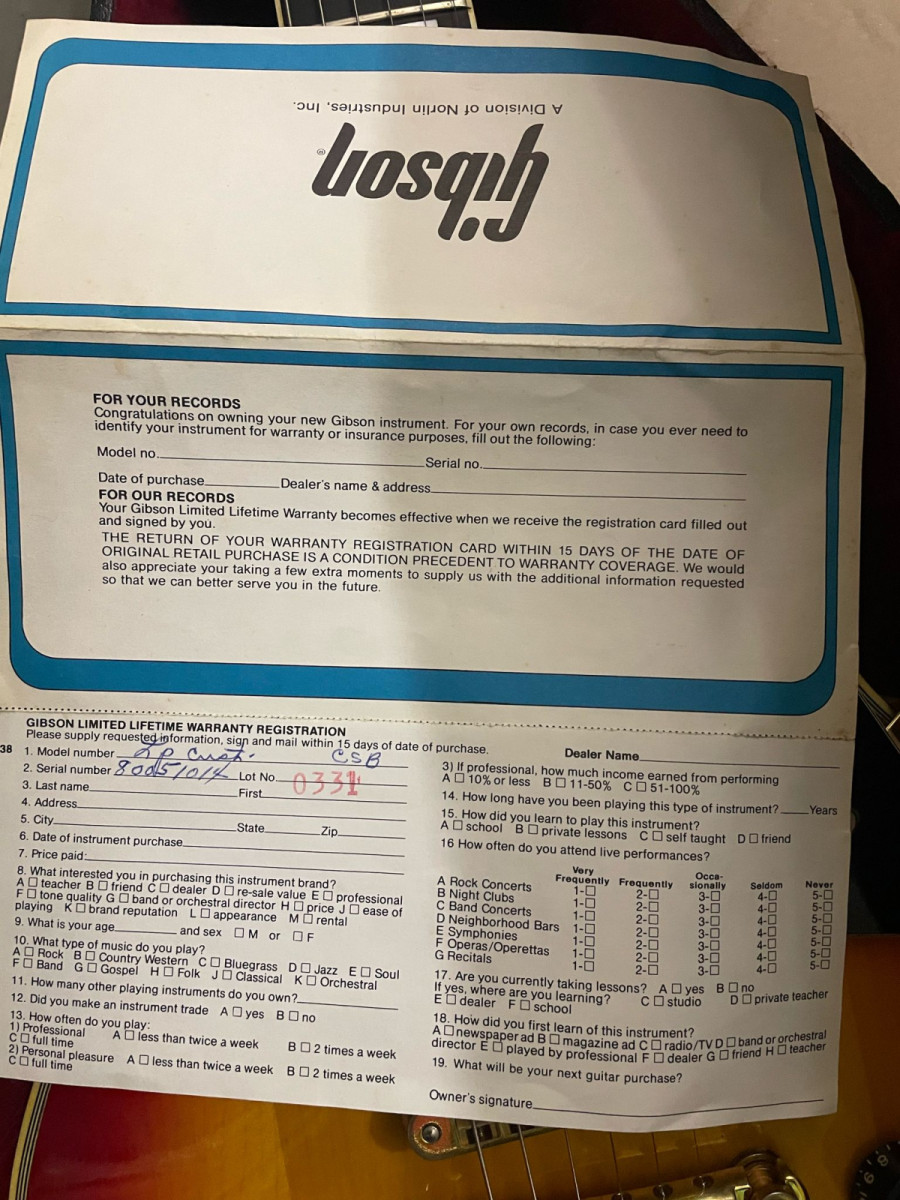 A Division of Norlin Industries, Inc.
Gibson®
FOR YOUR RECORDS
Congratulations on owning your new Gibson instrument. For your own records, in case you ever need to
identify your instrument for warranty or insurance purposes, fill out the following:
Model no. Serial no.
Date of purchase Dealer's name & address
FOR OUR RECORDS
Your Gibson Limited Lifetime Warranty becomes effective when we receive the registration card filled out
and signed by you.
THE RETURN OF YOUR WARRANTY REGISTRATION CARD WITHIN 15 DAYS OF THE DATE OF
ORIGINAL RETAIL PURCHASE IS A CONDITION PRECEDENT TO WARRANTY COVERAGE. We would
also appreciate your taking a few extra moments to supply us with the additional information requested
so that we can better serve you in the future.
GIBSON LIMITED LIFETIME WARRANTY REGISTRATION
Please supply requested information, sign and mail within 15 days of date of purchase.
38 1. Model number LP Cust. CSB
2. Serial number 80051014 Lot No. 0331
3. Last name First
4. Address
5. City State Zip
6. Date of instrument purchase
7. Price paid:
8. What interested you in purchasing this instrument brand?
A □ teacher B □ friend C □ dealer D □ re-sale value E □ professional
F □ tone quality G □ band or orchestral director H □ price J □ ease of
playing K □ brand reputation L □ appearance M □ rental
9. What is your age and sex □ M or □ F
10. What type of music do you play?
A □ Rock B □ Country Western C □ Bluegrass D □ Jazz E □ Soul
F □ Band G □ Gospel H □ Folk J □ Classical K □ Orchestral
11. How many other playing instruments do you own?
12. Did you make an instrument trade A □ yes B □ no
13. How often do you play:
1) Professional A □ less than twice a week B □ 2 times a week
C □ full time
2) Personal pleasure A □ less than twice a week B □ 2 times a week
C □ full time
Dealer Name
3) If professional, how much income earned from performing
A □ 10% or less B □ 11-50% C □ 51-100%
14. How long have you been playing this type of instrument? Years
15. How did you learn to play this instrument?
A □ school B □ private lessons C □ self taught D □ friend
16 How often do you attend live performances?
Very Frequently Frequently Occa-sionally Seldom Never
A Rock Concerts 1-□ 2-□ 3-□ 4-□ 5-□
B Night Clubs 1-□ 2-□ 3-□ 4-□ 5-□
C Band Concerts 1-□ 2-□ 3-□ 4-□ 5-□
D Neighborhood Bars 1-□ 2-□ 3-□ 4-□ 5-□
E Symphonies 1-□ 2-□ 3-□ 4-□ 5-□
F Operas/Operettas 1-□ 2-□ 3-□ 4-□ 5-□
G Recitals 1-□ 2-□ 3-□ 4-□ 5-□
17. Are you currently taking lessons? A □ yes B □ no
If yes, where are you learning? C □ studio D □ private teacher
E □ dealer F □ school
18. How did you first learn of this instrument?
A □ newspaper ad B □ magazine ad C □ radio/TV D □ band or orchestral
director E □ played by professional F □ dealer G □ friend H □ teacher
19. What will be your next guitar purchase?
Owner's signature